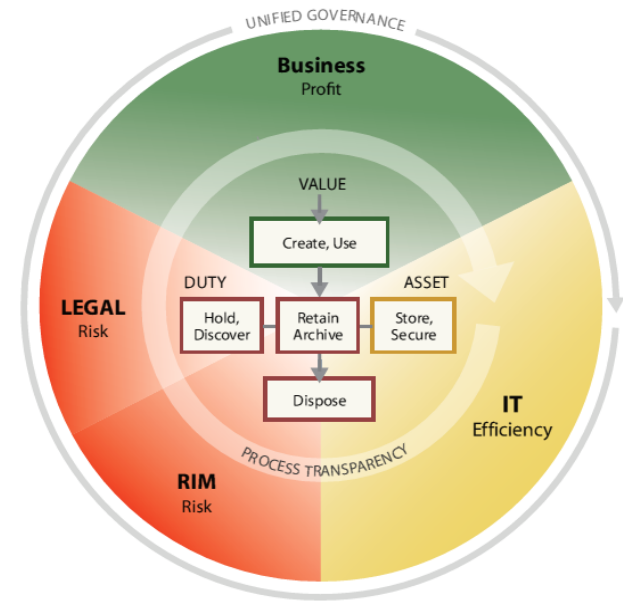 UNIFIED GOVERNANCE
Business
Profit
VALUE
Create, Use
DUTY
ASSET
LEGAL
Risk
Hold,
Discover
Retain
Archive
Store,
Secure
Dispose
IT
Efficiency
PROCESS TRANSPARENCY
RIM
Risk